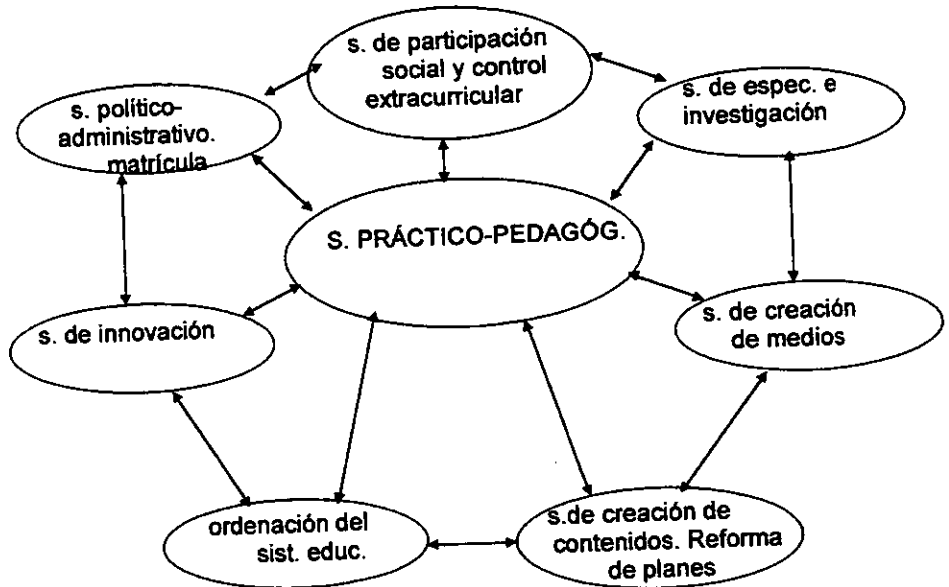 s. de participación
social y control
extracurricular
s. político-
administrativo.
matrícula
s. de espec. e
investigación
S. PRÁCTICO-PEDAGÓG.
s. de innovación
s. de creación
de medios
ordenación del
sist. educ.
s.de creación de
contenidos. Reforma
de planes